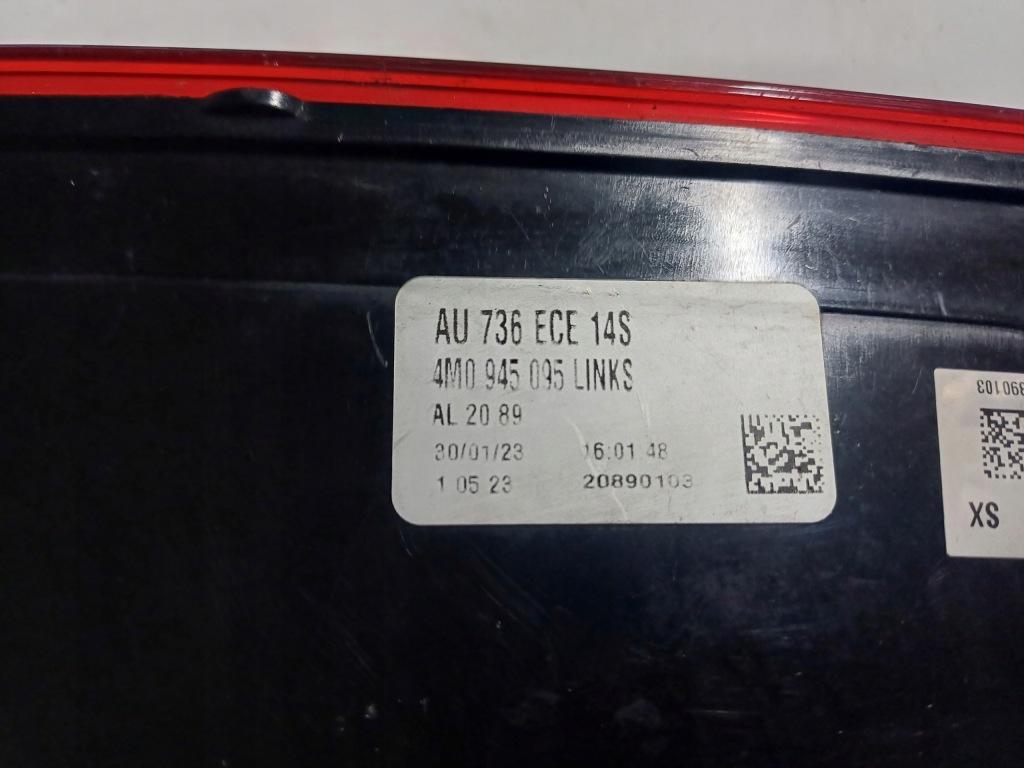 AU 736 ECE 14S
4M0 945 095 LINKS
AL 20 89
30/01/23 16:01:48
1 05 23 20890103
390103
XS